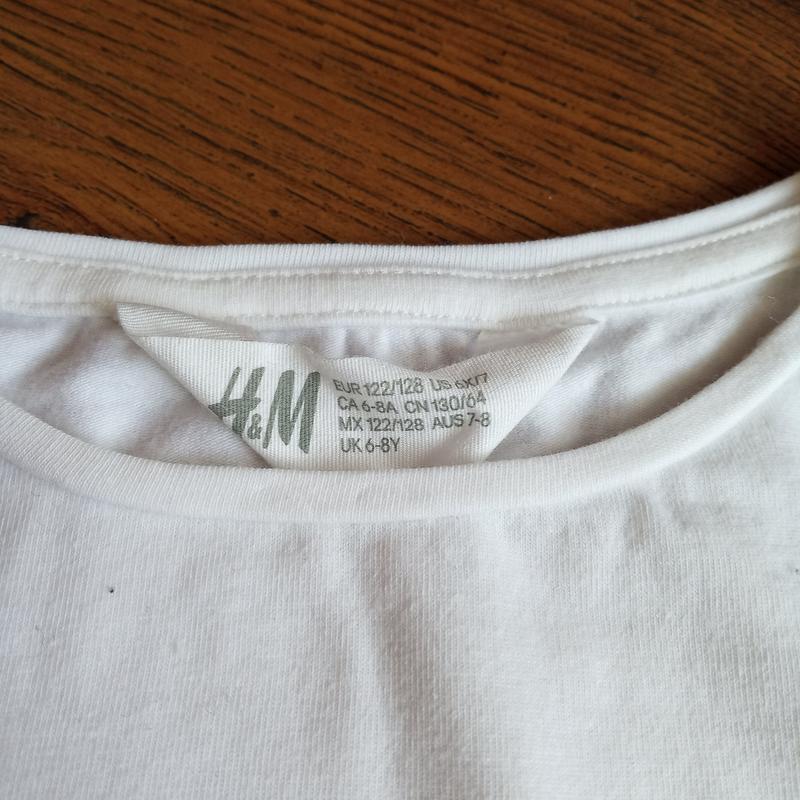 H&M
EUR 122/128 US 6X/7
CA 6-8A CN 130/64
MX 122/128 AUS 7-8
UK 6-8Y